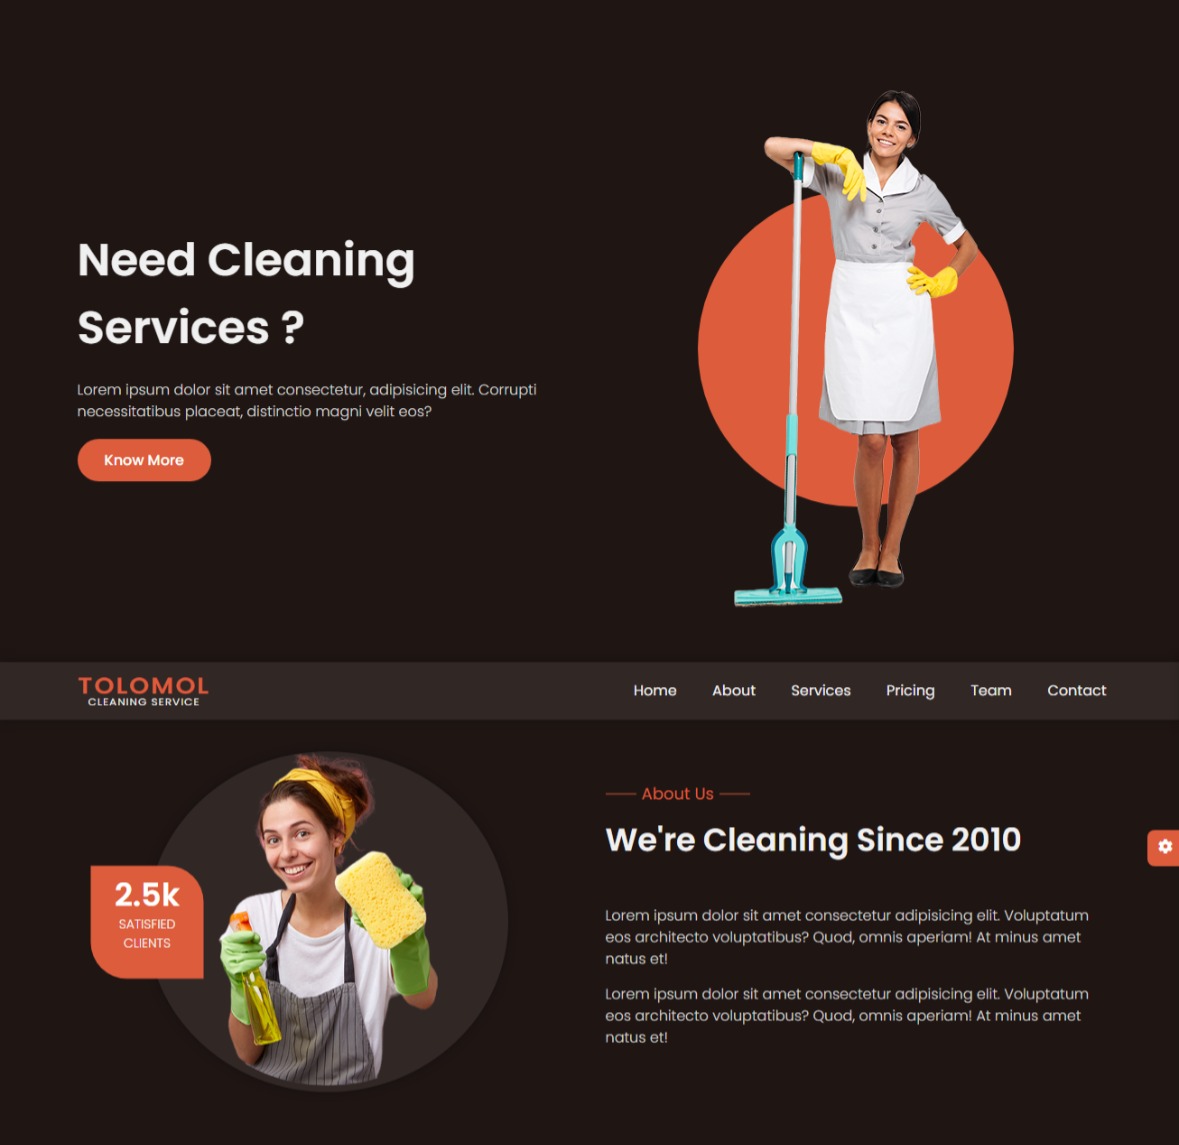 Need Cleaning
Services ?
Lorem ipsum dolor sit amet consectetur, adipisicing elit. Corrupti
necessitatibus placeat, distinctio magni velit eos?
Know More
TOLOMOL
CLEANING SERVICE
Home About Services Pricing Team Contact
2.5k
SATISFIED
CLIENTS
About Us
We're Cleaning Since 2010
Lorem ipsum dolor sit amet consectetur adipisicing elit. Voluptatum
eos architecto voluptatibus? Quod, omnis aperiam! At minus amet
natus et!
Lorem ipsum dolor sit amet consectetur adipisicing elit. Voluptatum
eos architecto voluptatibus? Quod, omnis aperiam! At minus amet
natus et!